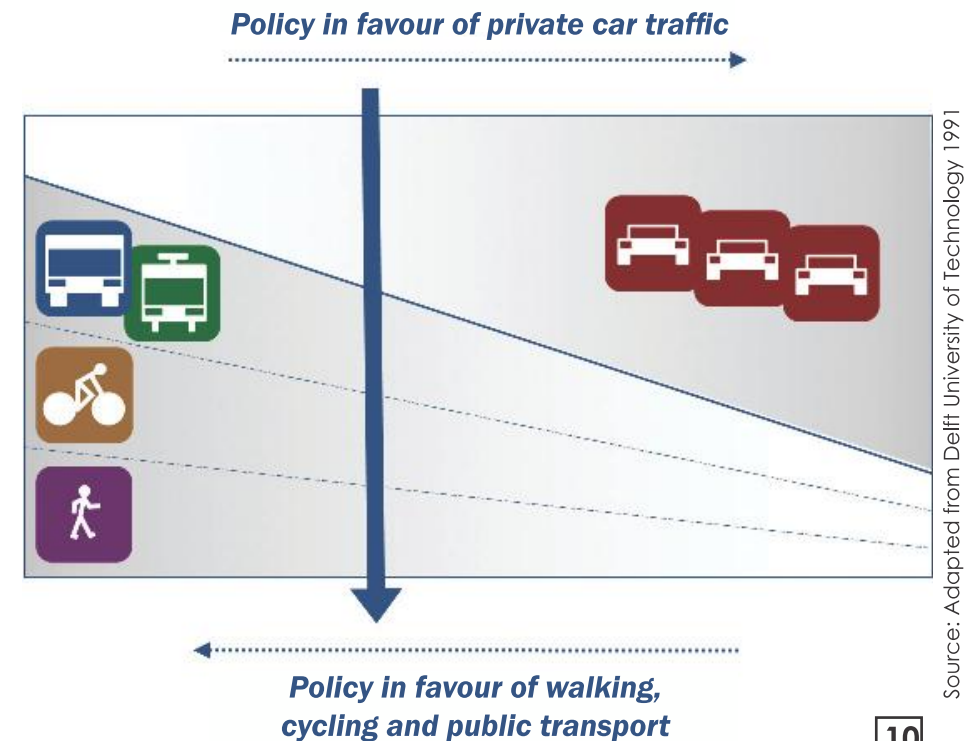 Policy in favour of private car traffic
Source: Adapted from Delft University of Technology 1991
Policy in favour of walking,
cycling and public transport
10